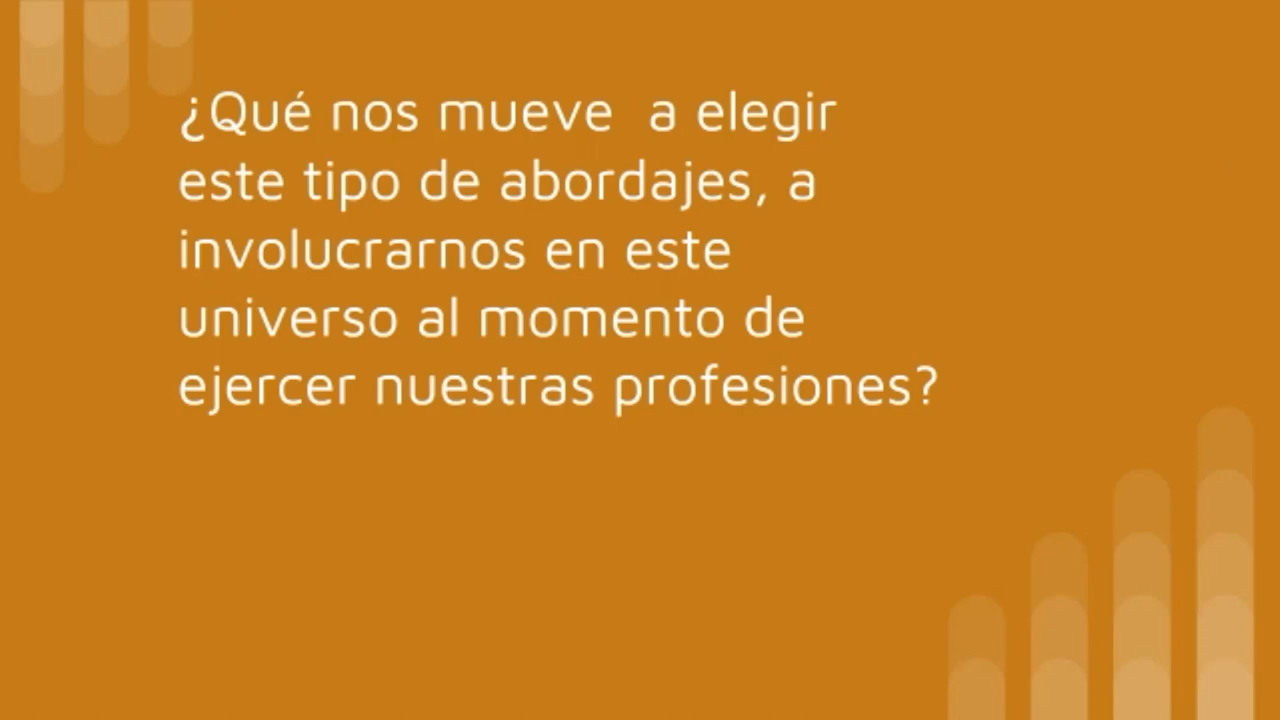 ¿Qué nos mueve  a elegir
este tipo de abordajes, a
involucrarnos en este
universo al momento de
ejercer nuestras profesiones?